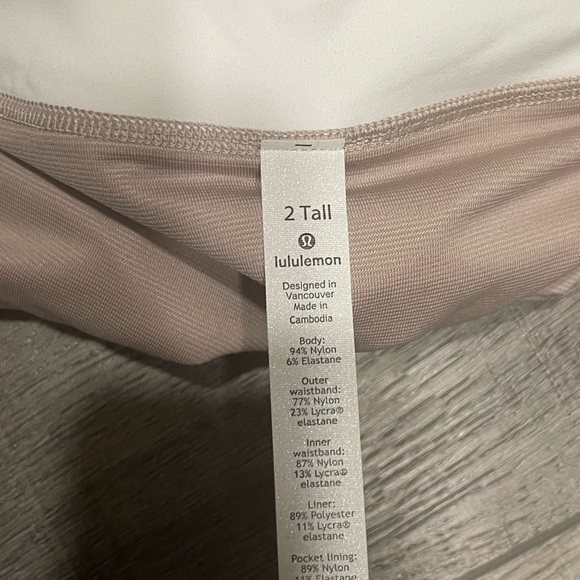 2 Tall
lululemon
Designed in
Vancouver
Made in
Cambodia
Body:
94% Nylon
6% Elastane
Outer
waistband:
77% Nylon
23% Lycra®
elastane
Inner
waistband:
87% Nylon
13% Lycra®
elastane
Liner:
89% Polyester
11% Lycra®
elastane
Pocket lining:
89% Nylon
11% Elastane